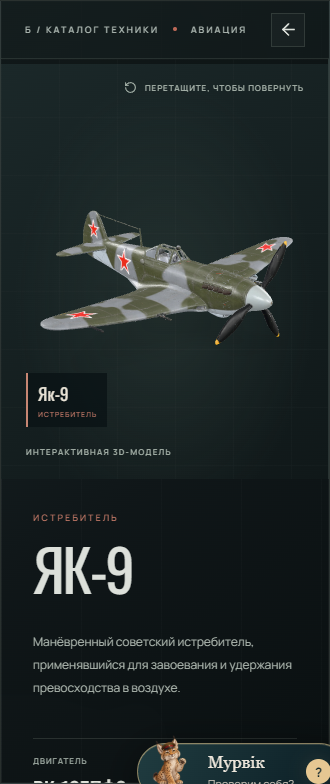 Б / КАТАЛОГ ТЕХНИКИ • АВИАЦИЯ
ПЕРЕТАЩИТЕ, ЧТОБЫ ПОВЕРНУТЬ
Як-9
ИСТРЕБИТЕЛЬ
ИНТЕРАКТИВНАЯ 3D-МОДЕЛЬ
ИСТРЕБИТЕЛЬ
ЯК-9
Манёвренный советский истребитель,
применявшийся для завоевания и удержания
превосходства в воздухе.
ДВИГАТЕЛЬ
Мурвік
?